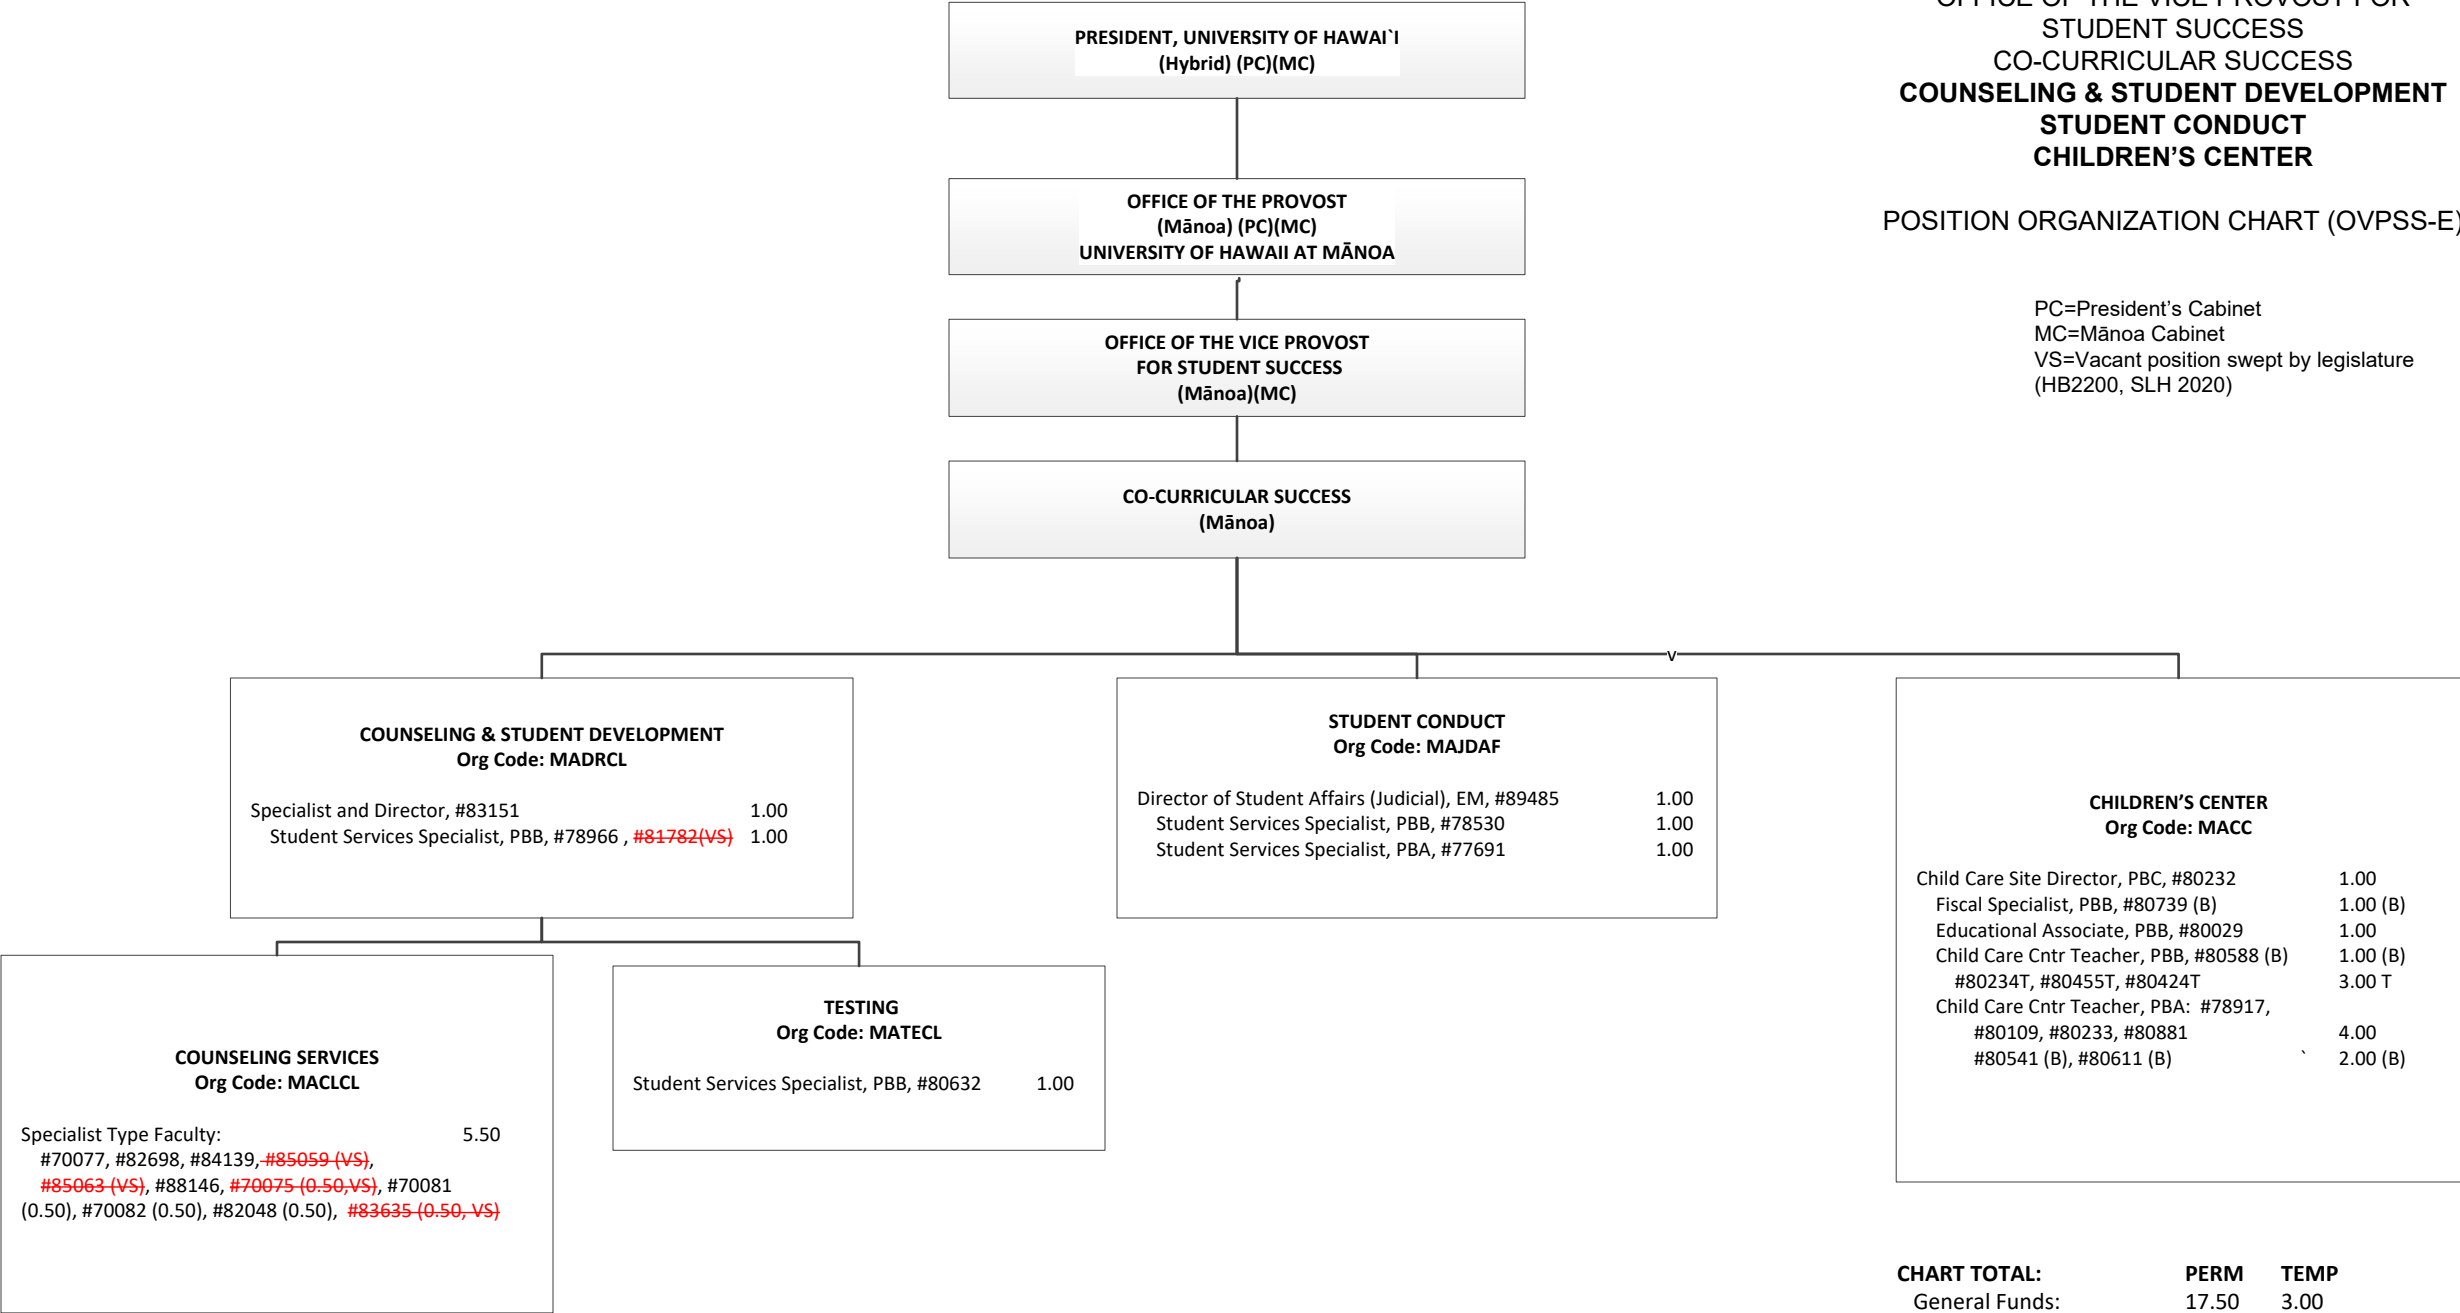 OFFICE OF THE VICE PROVOST FOR
STUDENT SUCCESS
CO-CURRICULAR SUCCESS
COUNSELING & STUDENT DEVELOPMENT
STUDENT CONDUCT
CHILDREN’S CENTER
POSITION ORGANIZATION CHART (OVPSS-E)
PC=President’s Cabinet
MC=Mānoa Cabinet
VS=Vacant position swept by legislature
(HB2200, SLH 2020)
PRESIDENT, UNIVERSITY OF HAWAI`I
(Hybrid) (PC)(MC)
OFFICE OF THE PROVOST
(Mānoa) (PC)(MC)
UNIVERSITY OF HAWAII AT MĀNOA
OFFICE OF THE VICE PROVOST
FOR STUDENT SUCCESS
(Mānoa)(MC)
CO-CURRICULAR SUCCESS
(Mānoa)
v
COUNSELING & STUDENT DEVELOPMENT
Org Code: MADRCL
Specialist and Director, #83151 1.00
Student Services Specialist, PBB, #78966 , #81782(VS) 1.00
STUDENT CONDUCT
Org Code: MAJDAF
Director of Student Affairs (Judicial), EM, #89485 1.00
Student Services Specialist, PBB, #78530 1.00
Student Services Specialist, PBA, #77691 1.00
CHILDREN’S CENTER
Org Code: MACC
Child Care Site Director, PBC, #80232 1.00
Fiscal Specialist, PBB, #80739 (B) 1.00 (B)
Educational Associate, PBB, #80029 1.00
Child Care Cntr Teacher, PBB, #80588 (B) 1.00 (B)
#80234T, #80455T, #80424T 3.00 T
Child Care Cntr Teacher, PBA: #78917,
#80109, #80233, #80881 4.00
#80541 (B), #80611 (B) ` 2.00 (B)
COUNSELING SERVICES
Org Code: MACLCL
Specialist Type Faculty: 5.50
#70077, #82698, #84139, #85059 (VS),
#85063 (VS), #88146, #70075 (0.50,VS), #70081
(0.50), #70082 (0.50), #82048 (0.50), #83635 (0.50, VS)
TESTING
Org Code: MATECL
Student Services Specialist, PBB, #80632 1.00
CHART TOTAL: PERM TEMP
General Funds: 17.50 3.00